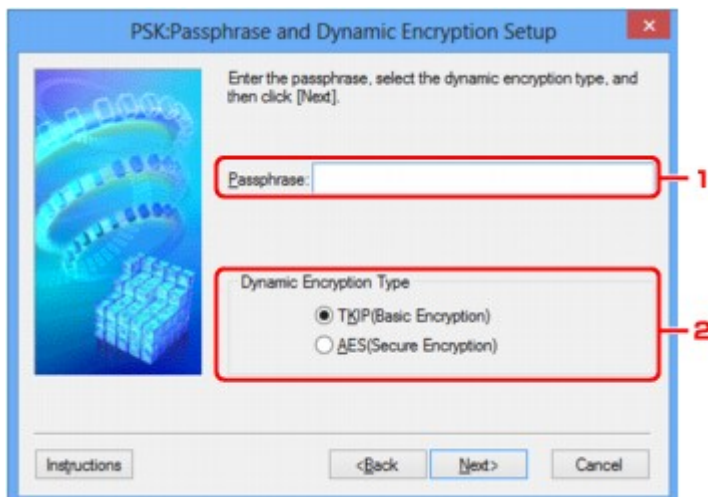 PSK:Passphrase and Dynamic Encryption Setup
Enter the passphrase, select the dynamic encryption type, and
then click [Next].
Passphrase:
1
Dynamic Encryption Type
TKIP(Basic Encryption)
AES(Secure Encryption)
2
Instructions
<Back
Next>
Cancel